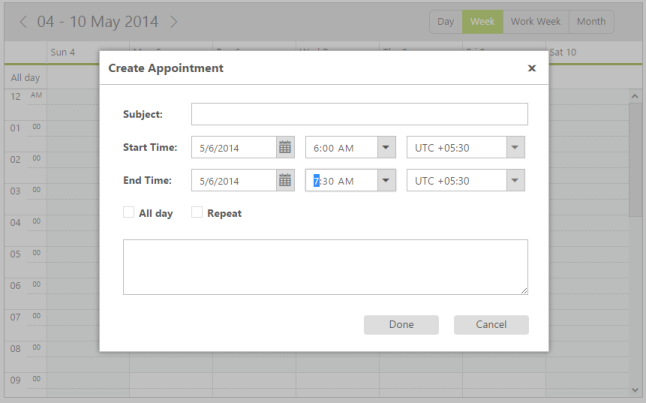 04 - 10 May 2014
Day Week Work Week Month
Sun 4 Sat 10
All day
Create Appointment
Subject:
Start Time: 5/6/2014 6:00 AM UTC +05:30
End Time: 5/6/2014 7:30 AM UTC +05:30
All day Repeat
Done Cancel
12 AM
01 00
02 00
03 00
04 00
05 00
06 00
07 00
08 00
09 00